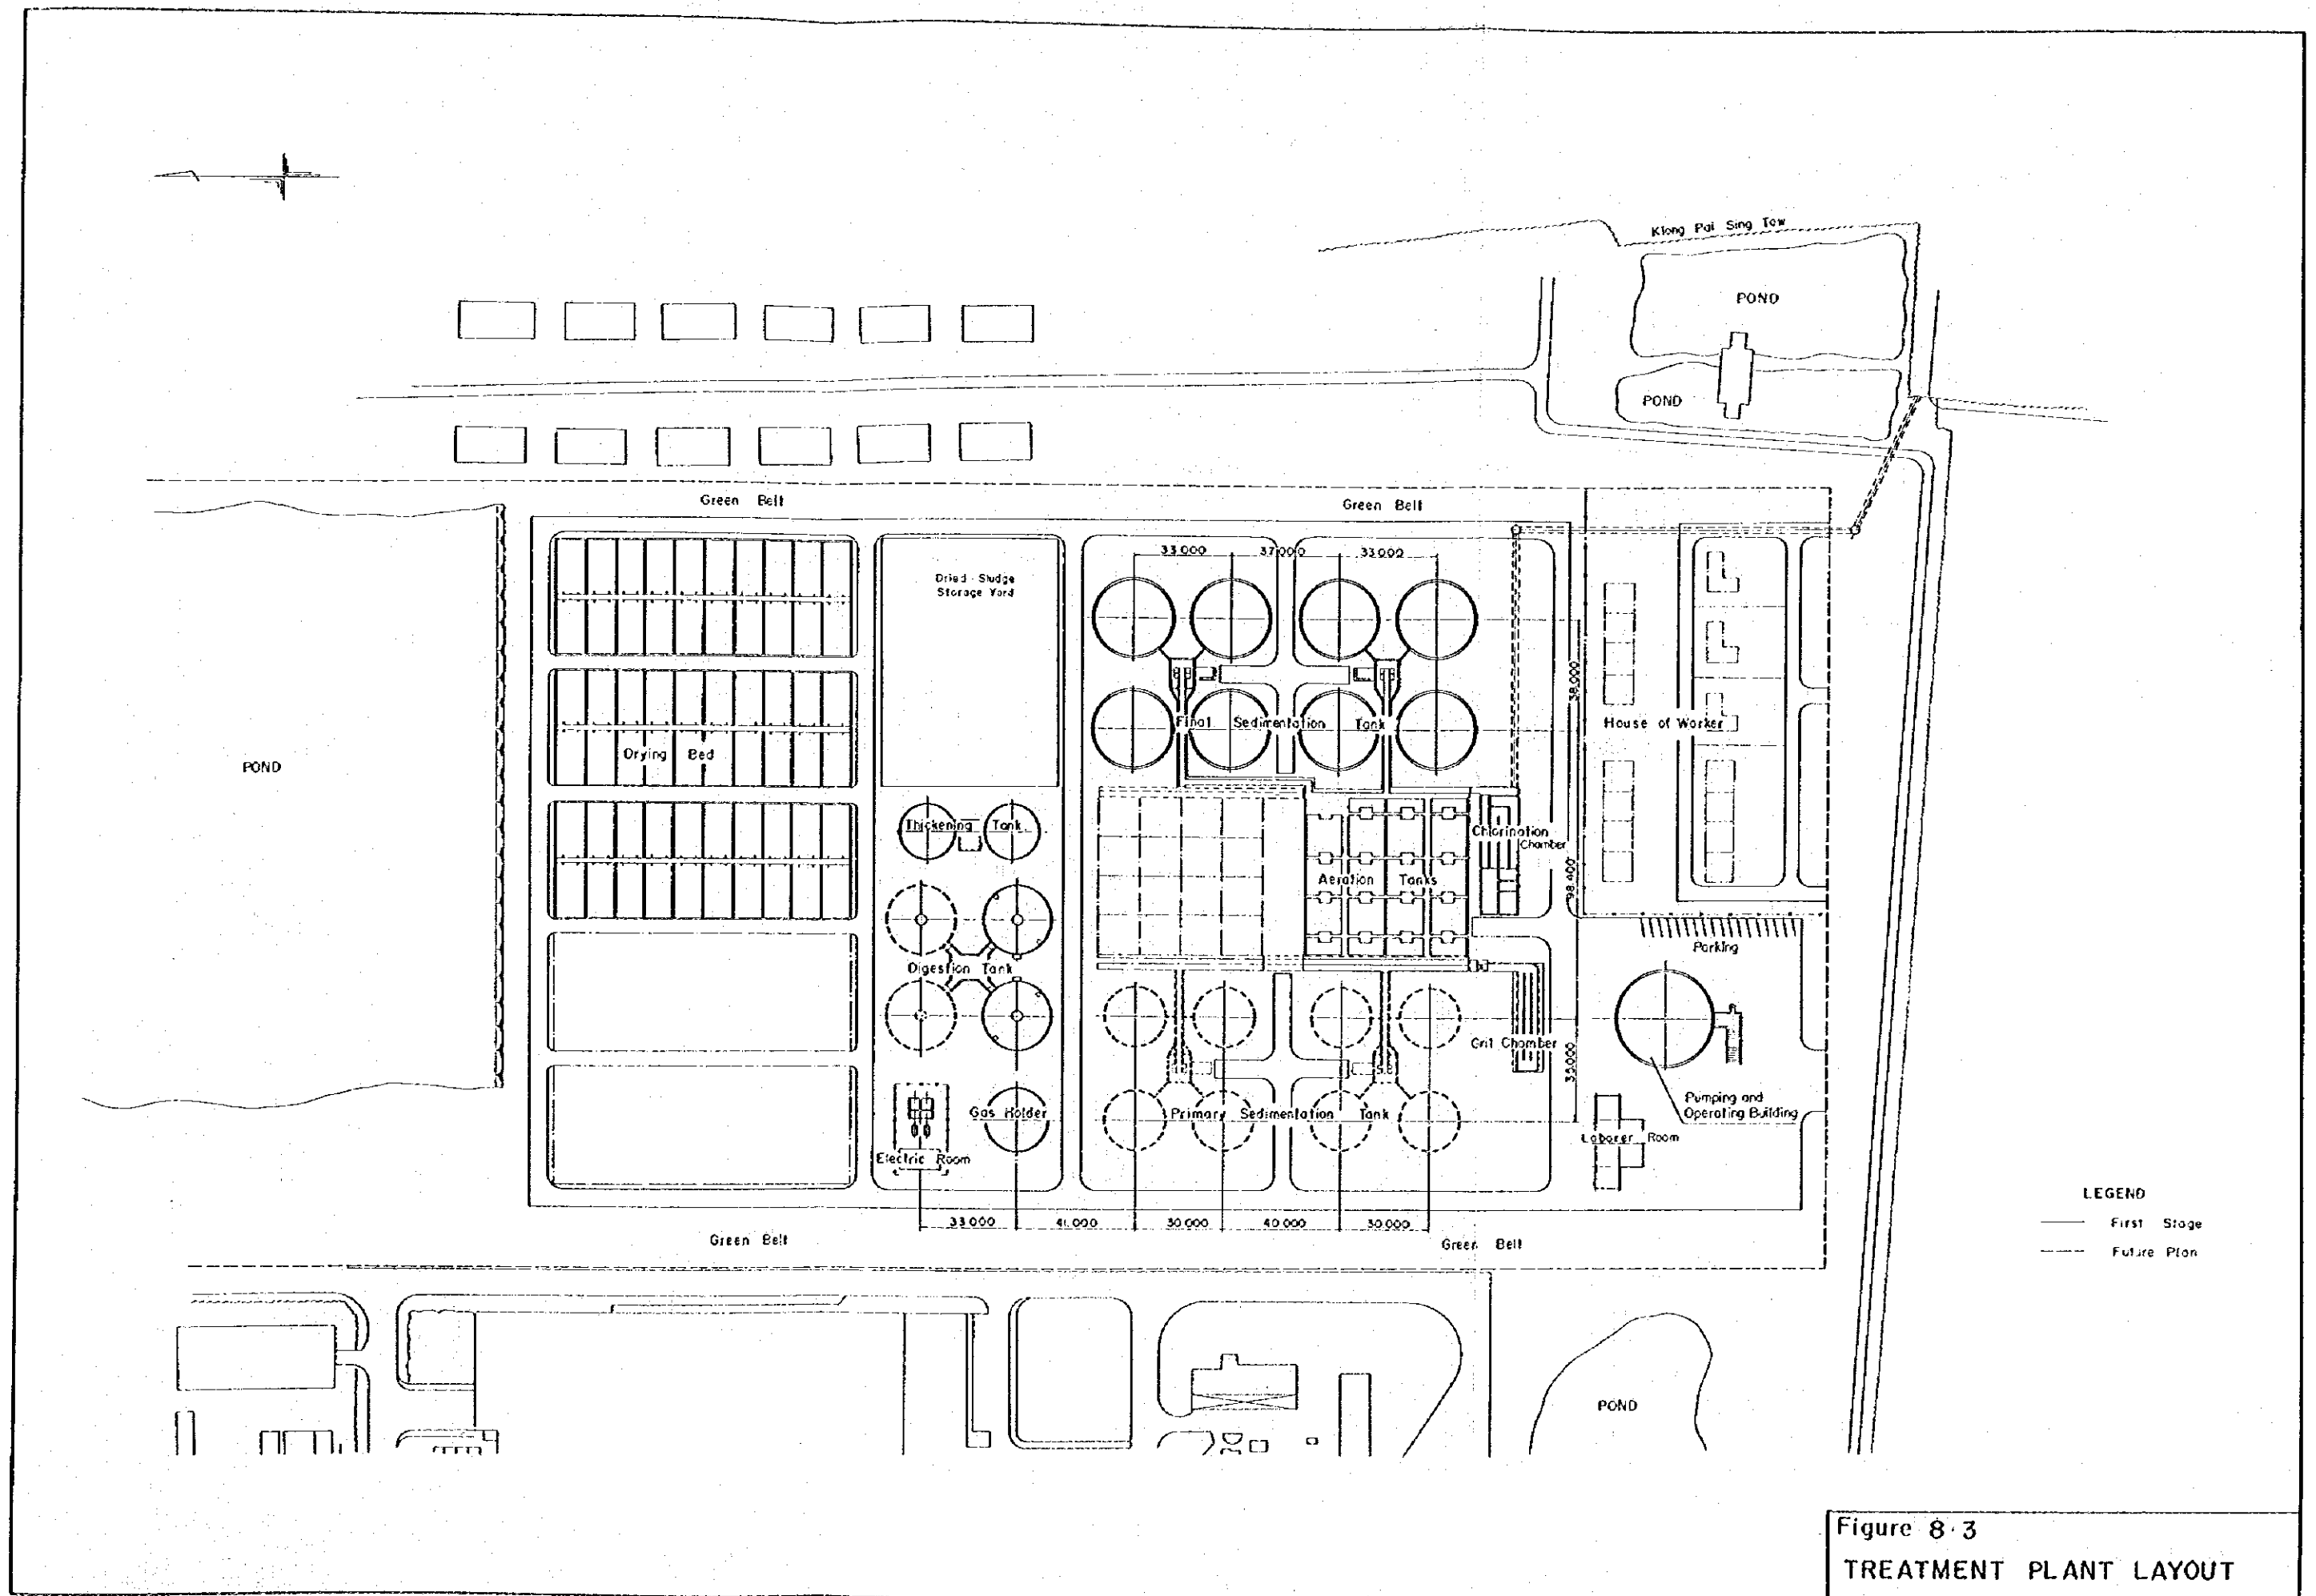 Klong Pai Sing Tow
POND
POND
Green Belt
Green Belt
33.000
37.000
33.000
Dried Sludge
Storage Yard
38.000
Final Sedimentation Tank
House of Worker
Drying Bed
POND
Thickening Tank
Chlorination
Chamber
Aeration Tanks
98.400
Parking
Digestion Tank
Grit Chamber
Pumping and
Operating Building
Gas Holder
Primary Sedimentation Tank
Laborer Room
Electric Room
LEGEND
First Stage
Future Plan
33.000
41.000
30.000
40.000
30.000
Green Belt
Green Belt
POND
Figure 8·3
TREATMENT PLANT LAYOUT